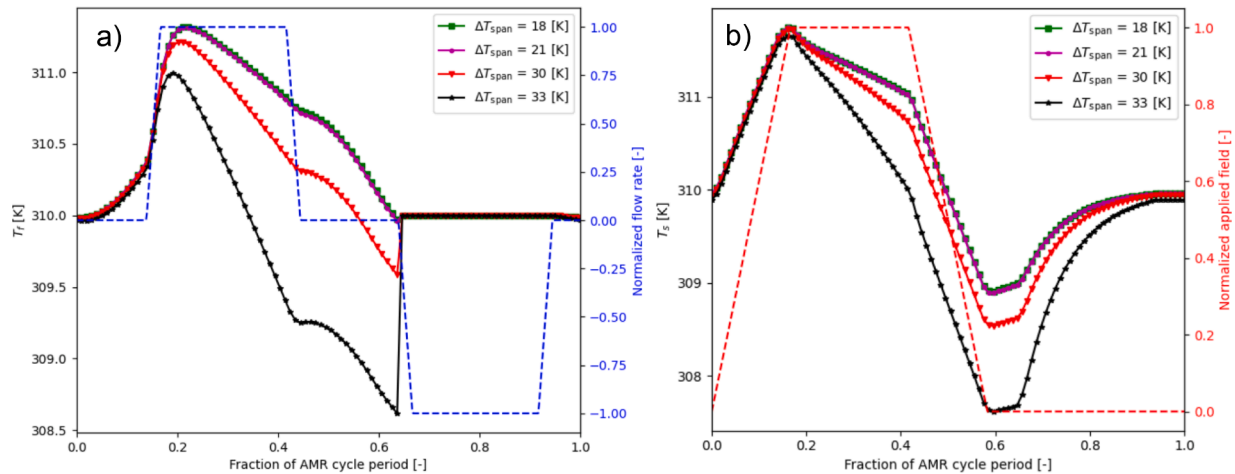 a)
ΔT_span = 18 [K]
ΔT_span = 21 [K]
ΔT_span = 30 [K]
ΔT_span = 33 [K]
311.0
310.5
310.0
309.5
309.0
308.5
T_f [K]
1.00
0.75
0.50
0.25
0.00
−0.25
−0.50
−0.75
−1.00
Normalized flow rate [-]
0.0 0.2 0.4 0.6 0.8 1.0
Fraction of AMR cycle period [-]
b)
ΔT_span = 18 [K]
ΔT_span = 21 [K]
ΔT_span = 30 [K]
ΔT_span = 33 [K]
311
310
309
308
T_s [K]
1.0
0.8
0.6
0.4
0.2
0.0
Normalized applied field [-]
0.0 0.2 0.4 0.6 0.8 1.0
Fraction of AMR cycle period [-]